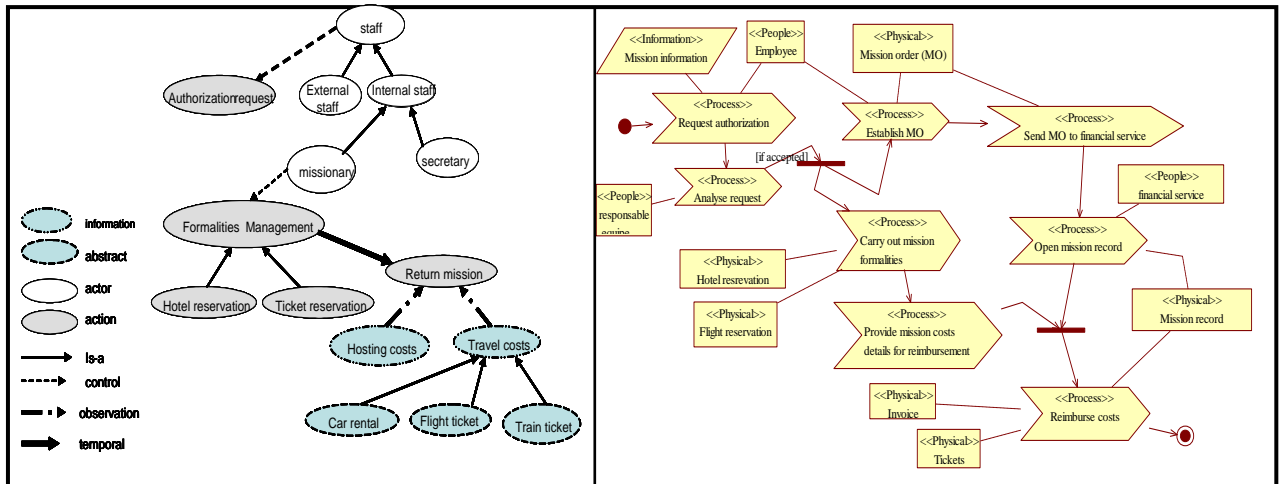 staff
Authorizationrequest
External
staff
Internal staff
missionary
secretary
Formalities Management
Return mission
Hotel reservation
Ticket reservation
Hosting costs
Travel costs
Car rental
Flight ticket
Train ticket
information
abstract
actor
action
Is-a
control
observation
temporal
<<Information>>
Mission information
<<People>>
Employee
<<Physical>>
Mission order (MO)
<<Process>>
Request authorization
<<Process>>
Establish MO
<<Process>>
Send MO to financial service
[if accepted]
<<Process>>
Analyse request
<<People>>
responsable
equipe
<<People>>
financial service
<<Process>>
Carry out mission
formalities
<<Process>>
Open mission record
<<Physical>>
Hotel resrevation
<<Physical>>
Flight reservation
<<Process>>
Provide mission costs
details for reimbursement
<<Physical>>
Mission record
<<Physical>>
Invoice
<<Process>>
Reimburse costs
<<Physical>>
Tickets